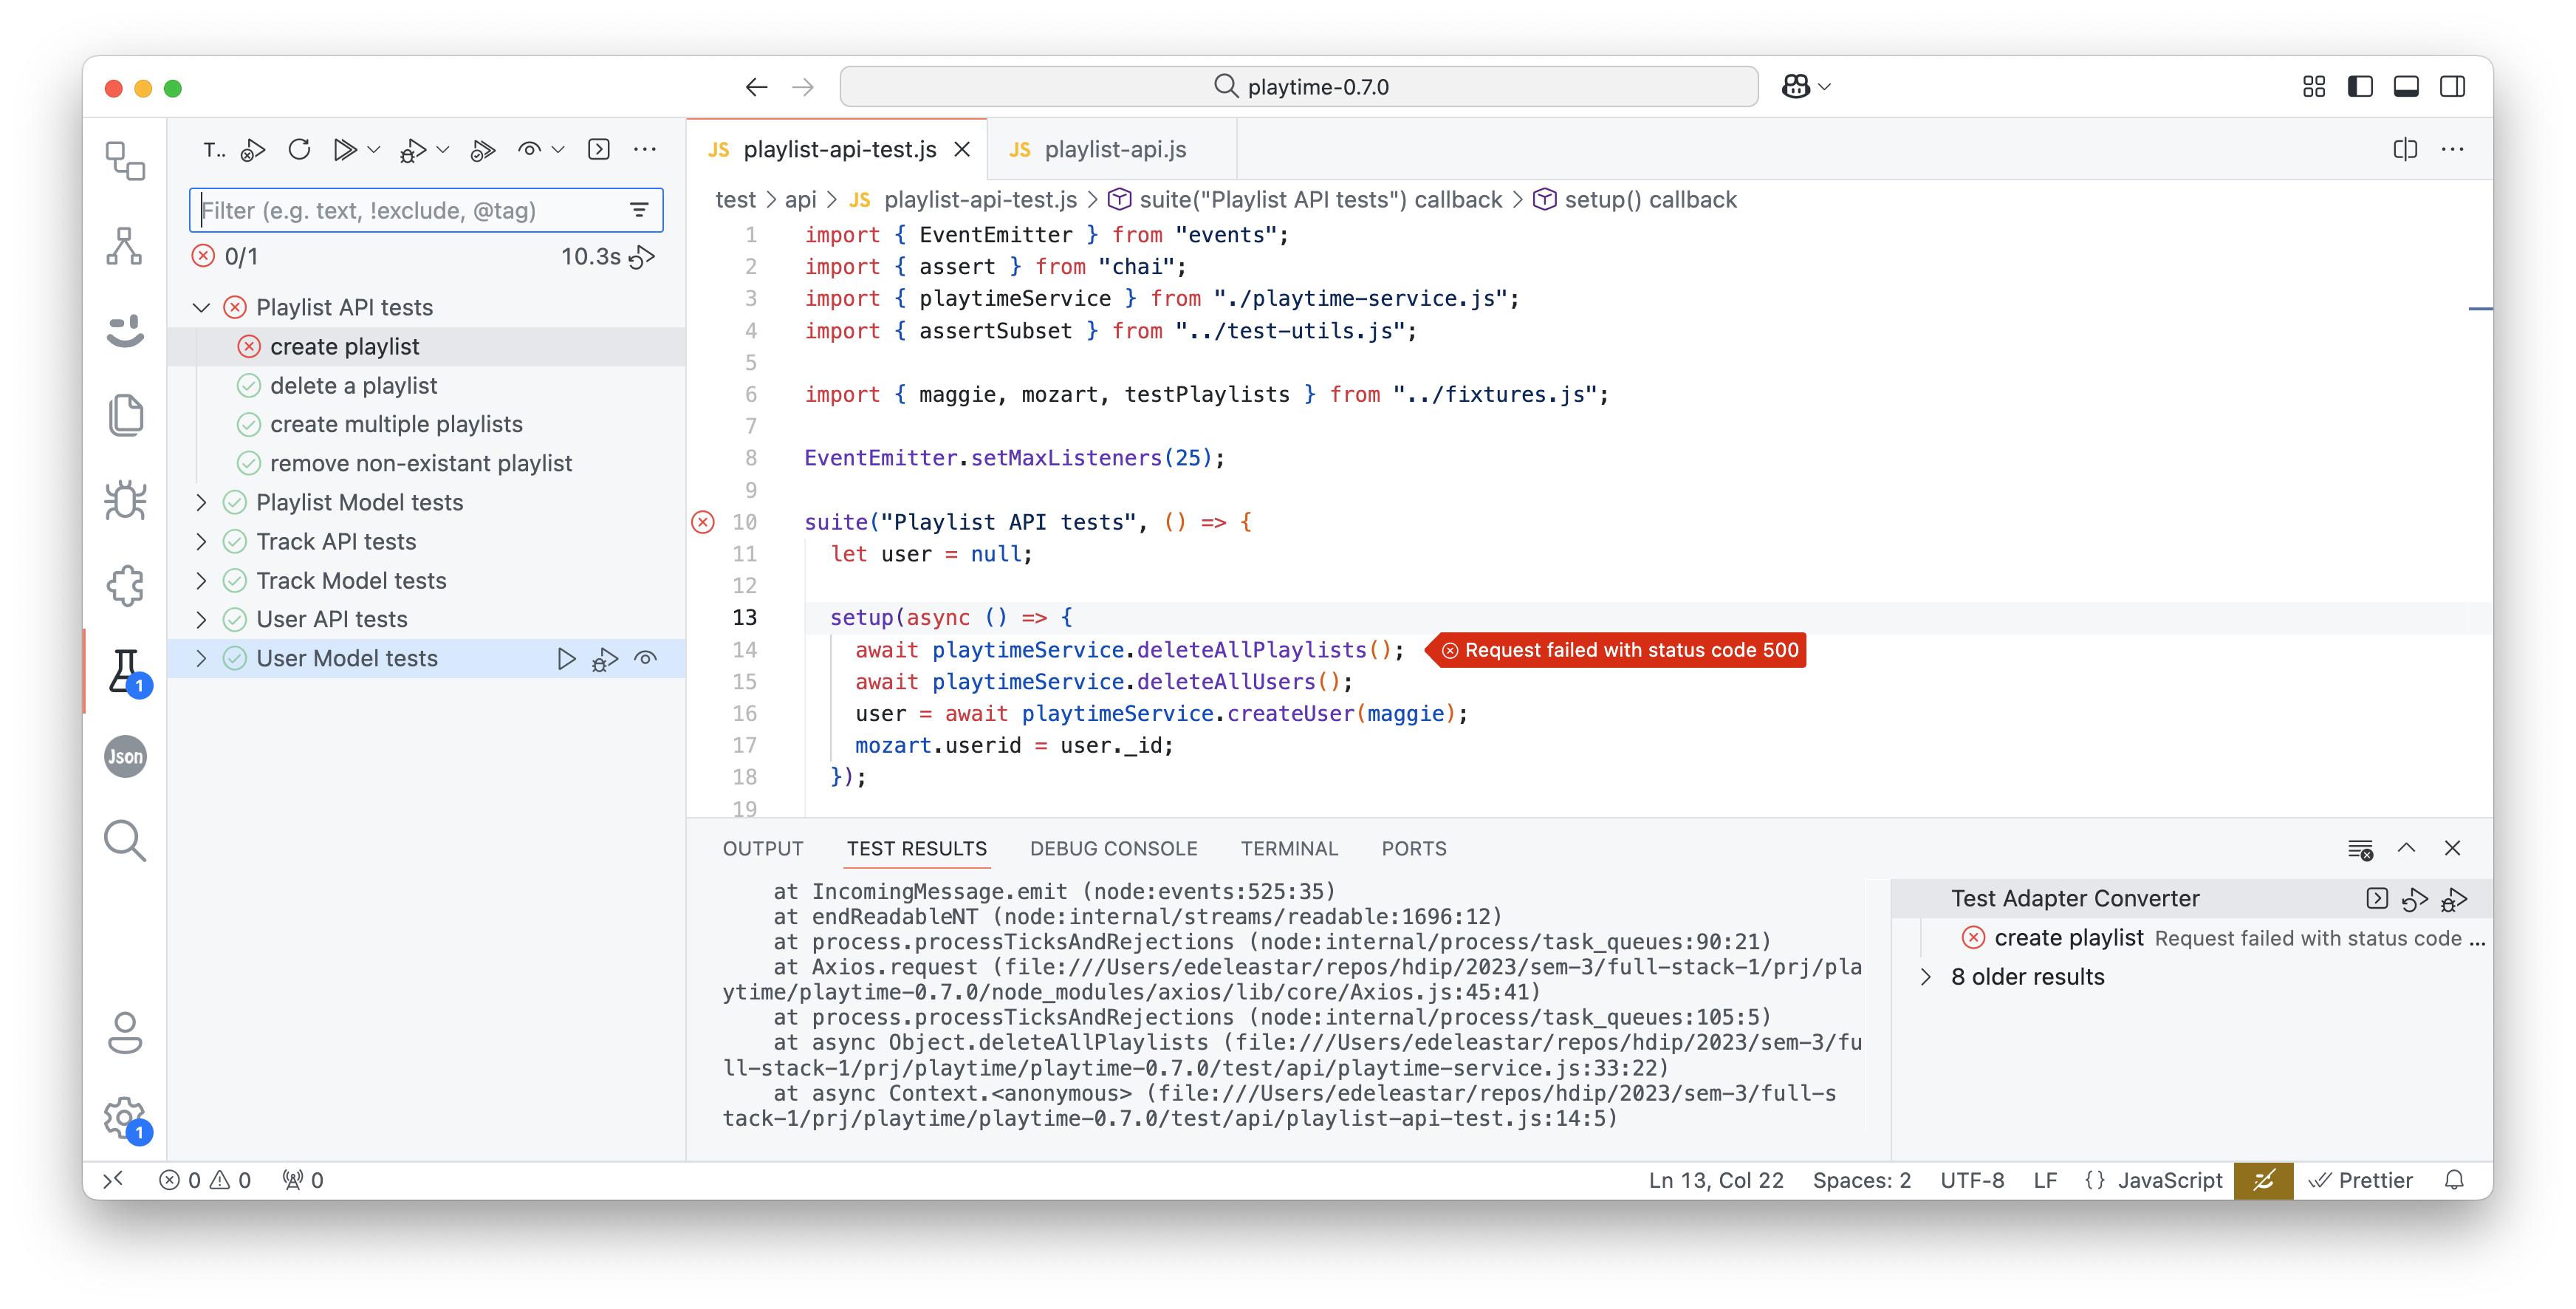 playtime-0.7.0
T..
Filter (e.g. text, !exclude, @tag)
0/1
10.3s
Playlist API tests
create playlist
delete a playlist
create multiple playlists
remove non-existant playlist
Playlist Model tests
Track API tests
Track Model tests
User API tests
User Model tests
1
Json
1
JS playlist-api-test.js
JS playlist-api.js
test > api > JS playlist-api-test.js > suite("Playlist API tests") callback > setup() callback
1 import { EventEmitter } from "events";
2 import { assert } from "chai";
3 import { playtimeService } from "./playtime-service.js";
4 import { assertSubset } from "../test-utils.js";
5
6 import { maggie, mozart, testPlaylists } from "../fixtures.js";
7
8 EventEmitter.setMaxListeners(25);
9
10 suite("Playlist API tests", () => {
11 let user = null;
12
13 setup(async () => {
14 await playtimeService.deleteAllPlaylists(); Request failed with status code 500
15 await playtimeService.deleteAllUsers();
16 user = await playtimeService.createUser(maggie);
17 mozart.userid = user._id;
18 });
19
OUTPUT TEST RESULTS DEBUG CONSOLE TERMINAL PORTS
at IncomingMessage.emit (node:events:525:35)
at endReadableNT (node:internal/streams/readable:1696:12)
at process.processTicksAndRejections (node:internal/process/task_queues:90:21)
at Axios.request (file:///Users/edeleastar/repos/hdip/2023/sem-3/full-stack-1/prj/pla
ytime/playtime-0.7.0/node_modules/axios/lib/core/Axios.js:45:41)
at process.processTicksAndRejections (node:internal/process/task_queues:105:5)
at async Object.deleteAllPlaylists (file:///Users/edeleastar/repos/hdip/2023/sem-3/fu
ll-stack-1/prj/playtime/playtime-0.7.0/test/api/playtime-service.js:33:22)
at async Context.<anonymous> (file:///Users/edeleastar/repos/hdip/2023/sem-3/full-s
tack-1/prj/playtime/playtime-0.7.0/test/api/playlist-api-test.js:14:5)
Test Adapter Converter
create playlist Request failed with status code ...
8 older results
0 0 0
Ln 13, Col 22 Spaces: 2 UTF-8 LF {} JavaScript Prettier